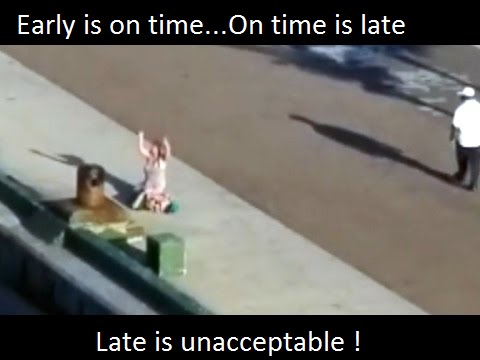 Early is on time...On time is late
Late is unacceptable !